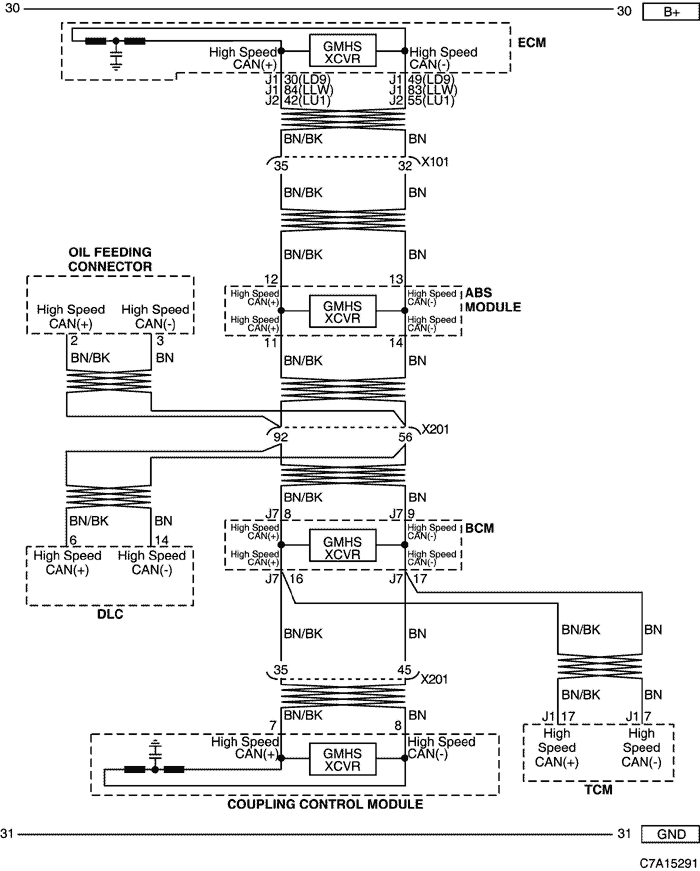 30 30 B+
ECM
High Speed CAN(+) GMHS XCVR High Speed CAN(-)
J1 30(LD9) J1 49(LD9)
J1 84(LLW) J1 83(LLW)
J2 42(LU1) J2 55(LU1)
BN/BK BN
35 32 X101
BN/BK BN
BN/BK BN
OIL FEEDING
CONNECTOR
High Speed CAN(+) High Speed CAN(-)
2 3
BN/BK BN
12 13
High Speed CAN(+) High Speed CAN(-)
GMHS XCVR
High Speed CAN(+) High Speed CAN(-)
ABS
MODULE
11 14
BN/BK BN
92 56 X201
BN/BK BN
6 14
High Speed CAN(+) High Speed CAN(-)
DLC
BN/BK BN
J7 8 J7 9
High Speed CAN(+) High Speed CAN(-)
GMHS XCVR
High Speed CAN(+) High Speed CAN(-)
BCM
J7 16 J7 17
BN/BK BN
BN/BK BN
35 45 X201
BN/BK BN
J1 17 J1 7
High Speed CAN(+) High Speed CAN(-)
TCM
BN/BK BN
7 8
High Speed CAN(+) GMHS XCVR High Speed CAN(-)
COUPLING CONTROL MODULE
31 31 GND
C7A15291